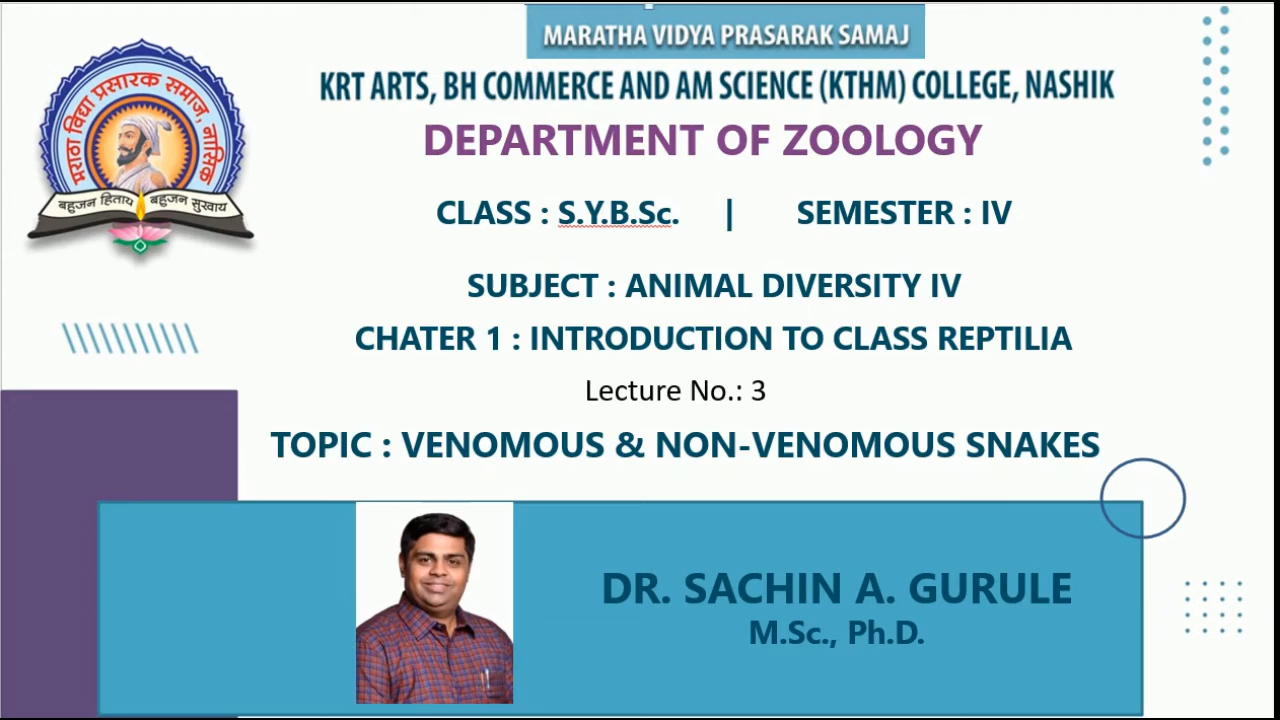 MARATHA VIDYA PRASARAK SAMAJ
मराठा विद्या प्रसारक समाज, नासिक
बहुजन हिताय बहुजन सुखाय
KRT ARTS, BH COMMERCE AND AM SCIENCE (KTHM) COLLEGE, NASHIK
DEPARTMENT OF ZOOLOGY
CLASS : S.Y.B.Sc. | SEMESTER : IV
SUBJECT : ANIMAL DIVERSITY IV
CHATER 1 : INTRODUCTION TO CLASS REPTILIA
Lecture No.: 3
TOPIC : VENOMOUS & NON-VENOMOUS SNAKES
DR. SACHIN A. GURULE
M.Sc., Ph.D.